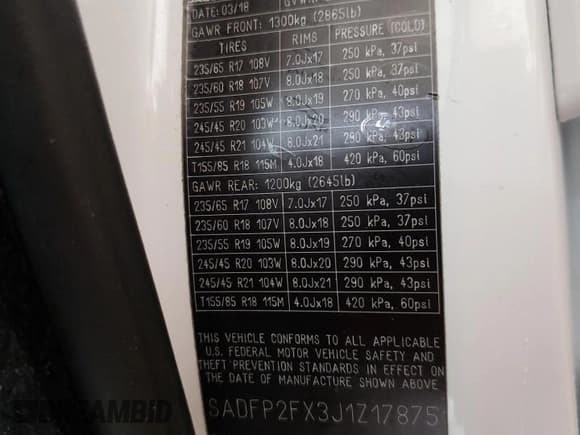 DATE: 03/18 GVWR:
GAWR FRONT: 1300kg (2865lb)
TIRES RIMS PRESSURE (COLD)
235/65 R17 108V 7.0Jx17 250 kPa, 37psi
235/60 R18 107V 8.0Jx18 250 kPa, 37psi
235/55 R19 105W 8.0Jx19 270 kPa, 40psi
245/45 R20 103W 8.0Jx20 290 kPa, 43psi
245/45 R21 104W 8.0Jx21 290 kPa, 43psi
T155/85 R18 115M 4.0Jx18 420 kPa, 60psi
GAWR REAR: 1200kg (2645lb)
235/65 R17 108V 7.0Jx17 250 kPa, 37psi
235/60 R18 107V 8.0Jx18 250 kPa, 37psi
235/55 R19 105W 8.0Jx19 270 kPa, 40psi
245/45 R20 103W 8.0Jx20 290 kPa, 43psi
245/45 R21 104W 8.0Jx21 290 kPa, 43psi
T155/85 R18 115M 4.0Jx18 420 kPa, 60psi
THIS VEHICLE CONFORMS TO ALL APPLICABLE
U.S. FEDERAL MOTOR VEHICLE SAFETY AND
THEFT PREVENTION STANDARDS IN EFFECT ON
THE DATE OF MANUFACTURE SHOWN ABOVE
SADFP2FX3J1Z17875